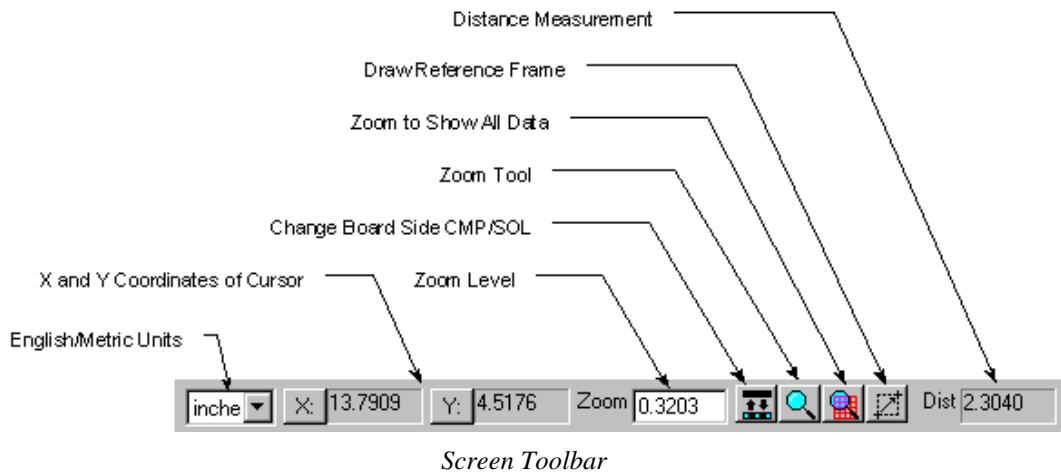 Distance Measurement
Draw Reference Frame
Zoom to Show All Data
Zoom Tool
Change Board Side CMP/SOL
X and Y Coordinates of Cursor Zoom Level
English/Metric Units
inche X: 13.7909 Y: 4.5176 Zoom 0.3203 Dist 2.3040
Screen Toolbar